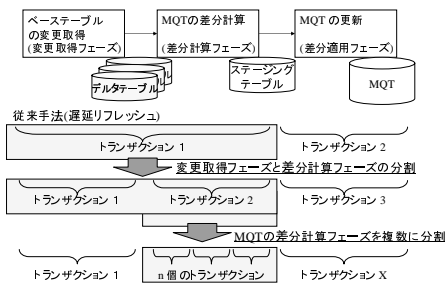 ベーステーブル
の変更取得
(変更取得フェーズ)
MQTの差分計算
(差分計算フェーズ)
MQT の更新
(差分適用フェーズ)
デルタテーブル
ステージング
テーブル
MQT
従来手法(遅延リフレッシュ)
トランザクション 1
トランザクション 2
変更取得フェーズと差分計算フェーズの分割
トランザクション 1
トランザクション 2
トランザクション 3
MQTの差分計算フェーズを複数に分割
トランザクション 1
n 個のトランザクション
トランザクション X